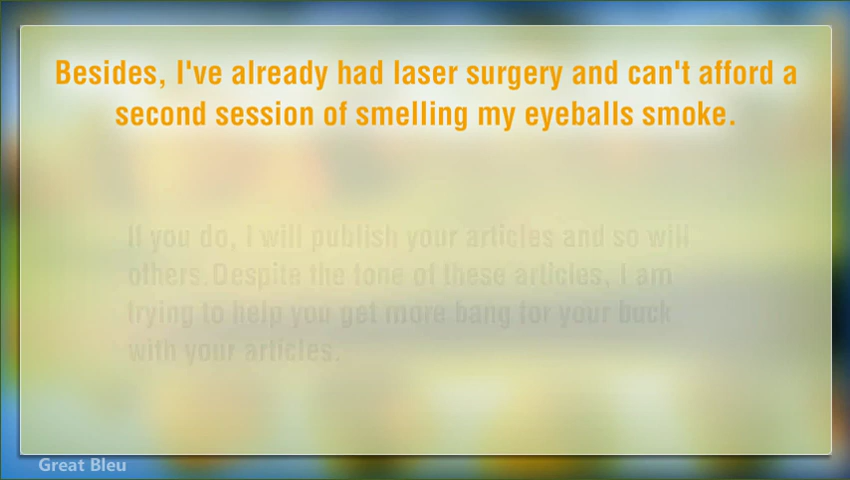 Besides, I've already had laser surgery and can't afford a
second session of smelling my eyeballs smoke.
If you do, I will publish your articles and so will
others.Despite the tone of these articles, I am
trying to help you get more bang for your buck
with your articles.
Great Bleu